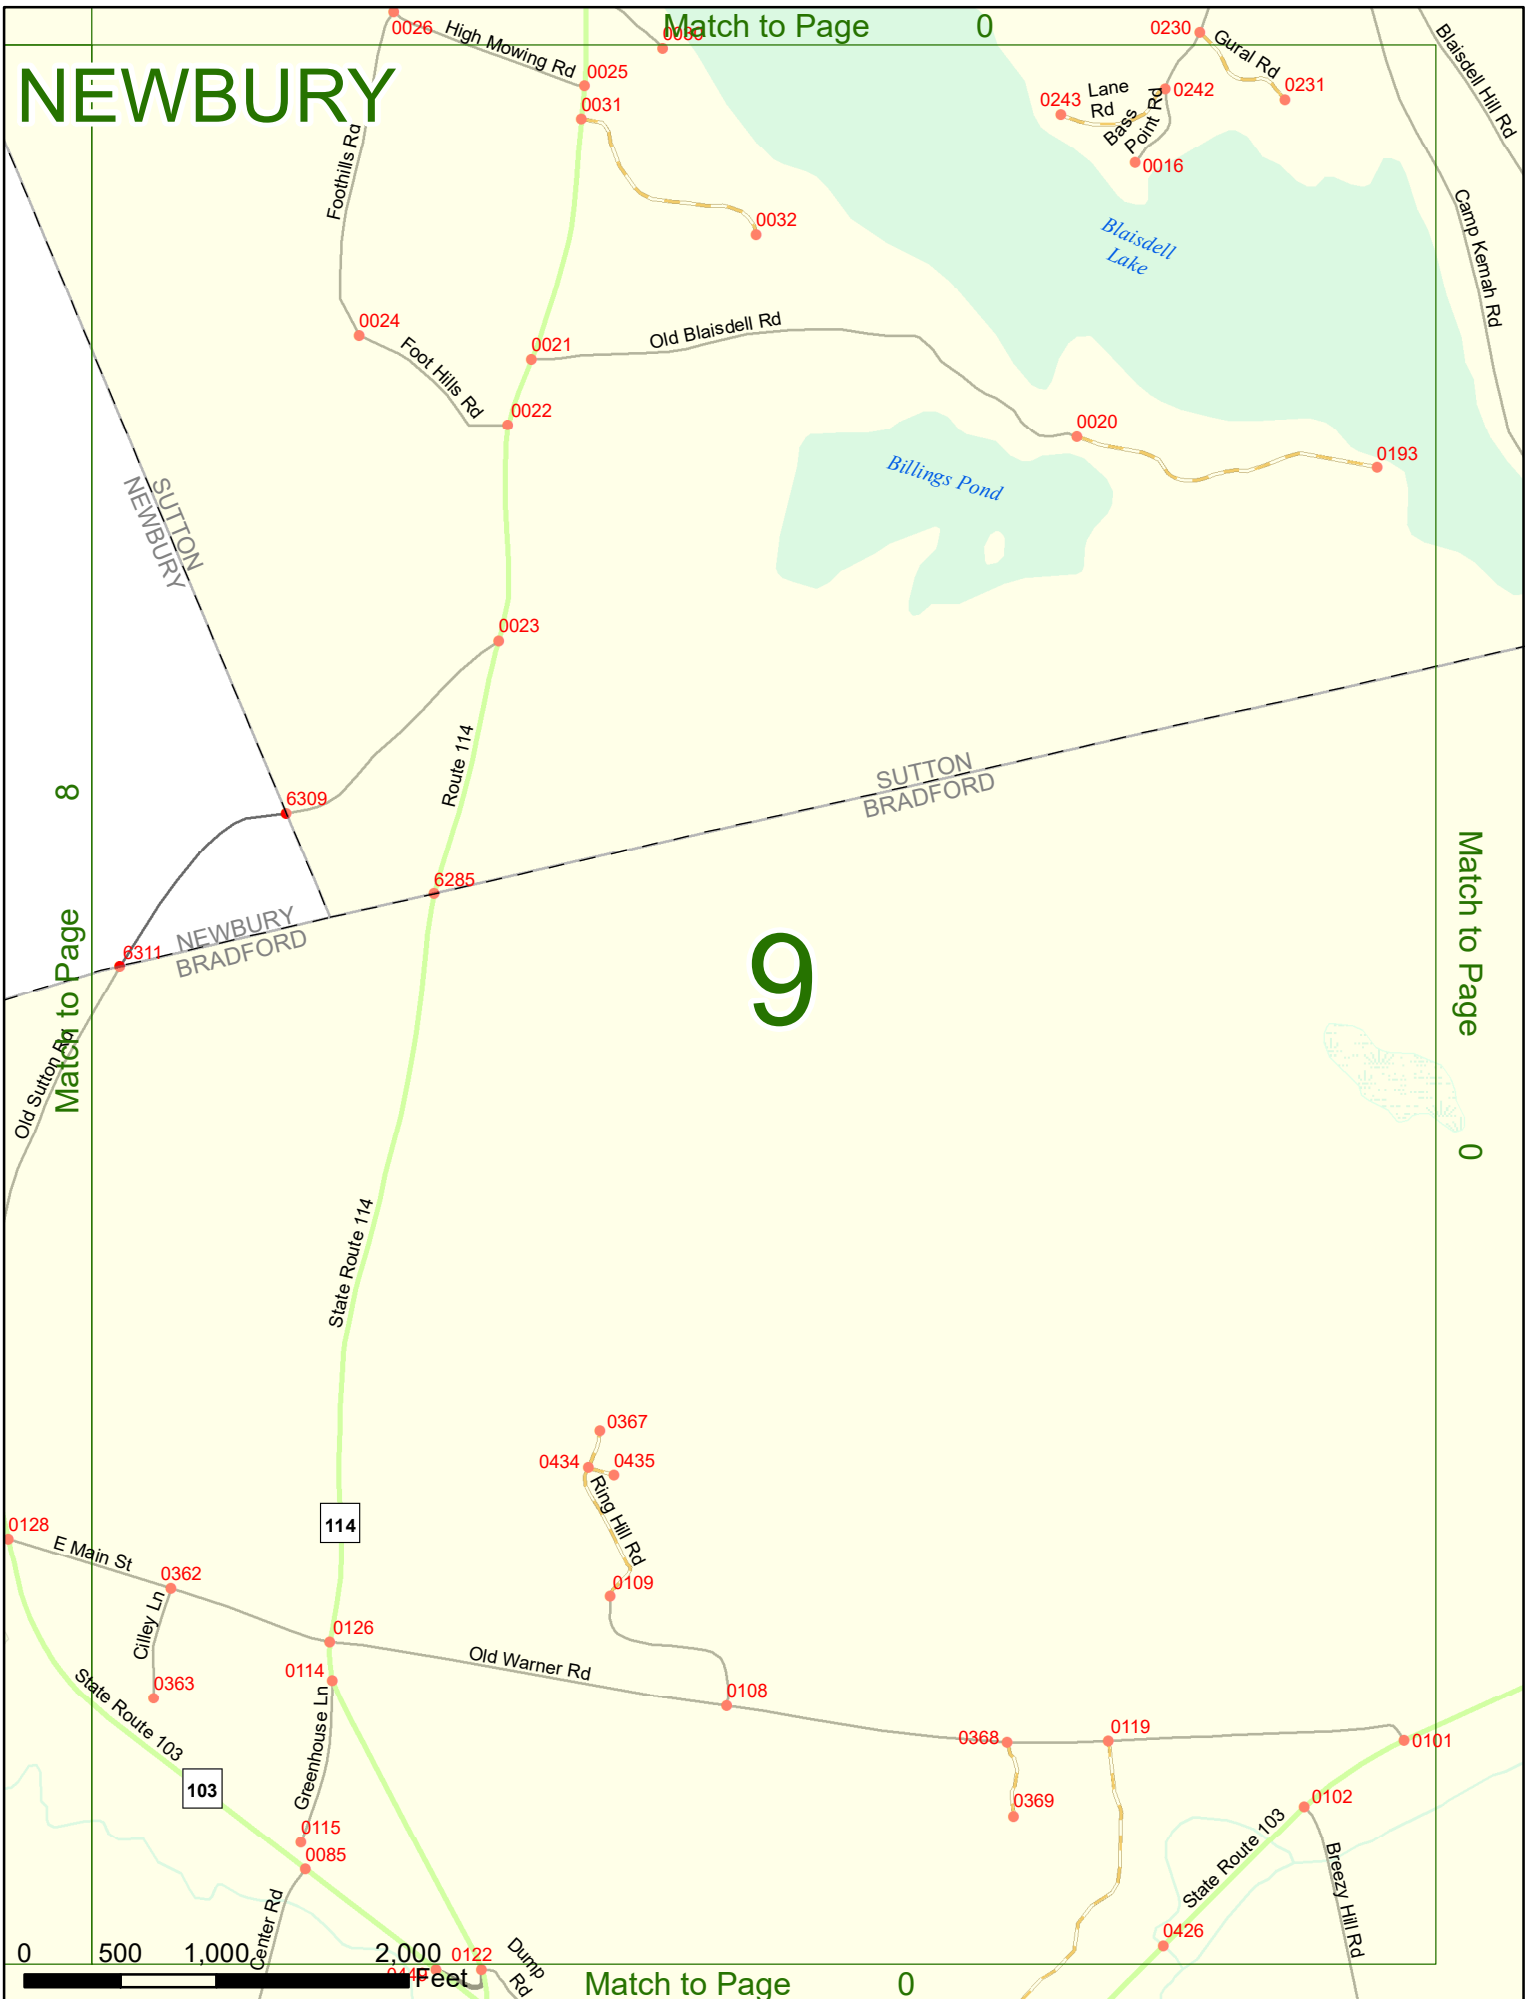 Match to Page 0
NEWBURY
0026
High Mowing Rd
0025
0031
0030
0230
Gural Rd
0231
0242
0243
Lane
Rd
Bass
Point Rd
0016
Blaisdell Hill Rd
Camp Kemah Rd
Foothills Rd
0032
Blaisdell
Lake
0024
Foot Hills Rd
0021
Old Blaisdell Rd
0022
0020
0193
Billings Pond
SUTTON
NEWBURY
0023
Route 114
SUTTON
BRADFORD
8
Match to Page
6309
6285
NEWBURY
BRADFORD
6311
9
Match to Page
0
Old Sutton Rd
State Route 114
0367
0434
0435
Ring Hill Rd
114
0128
E Main St
0362
Cilley Ln
0109
0126
Old Warner Rd
0114
0363
0108
State Route 103
Greenhouse Ln
0368
0119
0101
103
0369
0102
0115
0085
State Route 103
Breezy Hill Rd
Center Rd
0426
0 500 1,000 2,000
Feet
0122
Dump
Rd
Match to Page 0